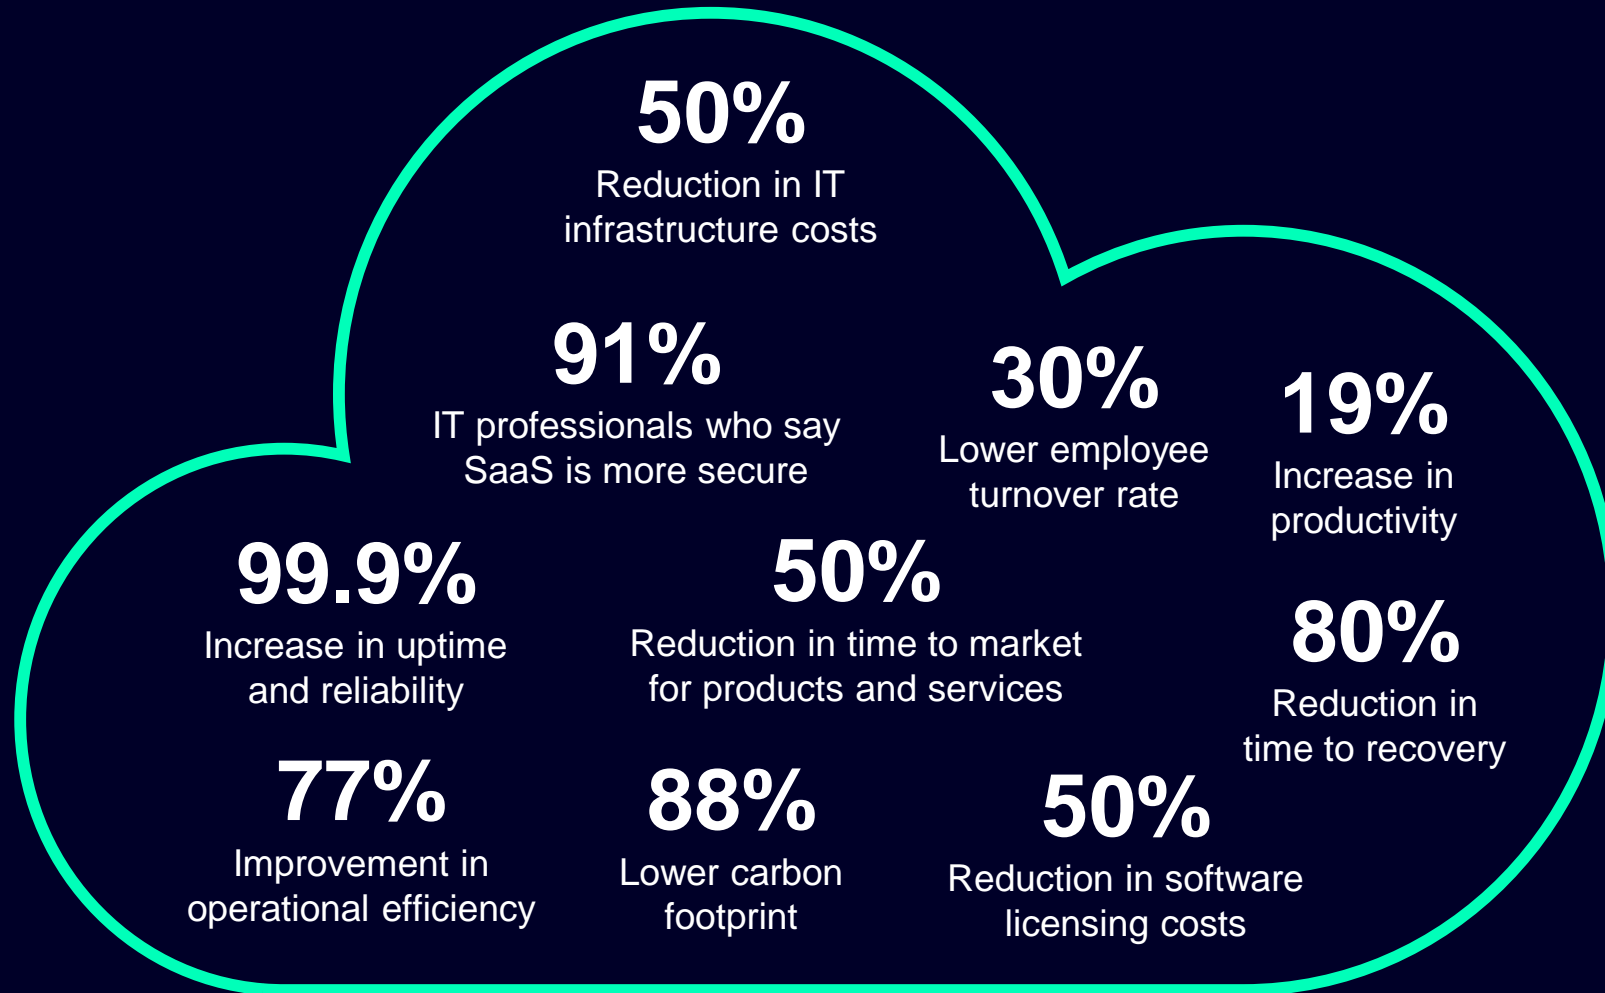 50%
Reduction in IT
infrastructure costs
91%
IT professionals who say
SaaS is more secure
30%
Lower employee
turnover rate
19%
Increase in
productivity
99.9%
Increase in uptime
and reliability
50%
Reduction in time to market
for products and services
80%
Reduction in
time to recovery
77%
Improvement in
operational efficiency
88%
Lower carbon
footprint
50%
Reduction in software
licensing costs